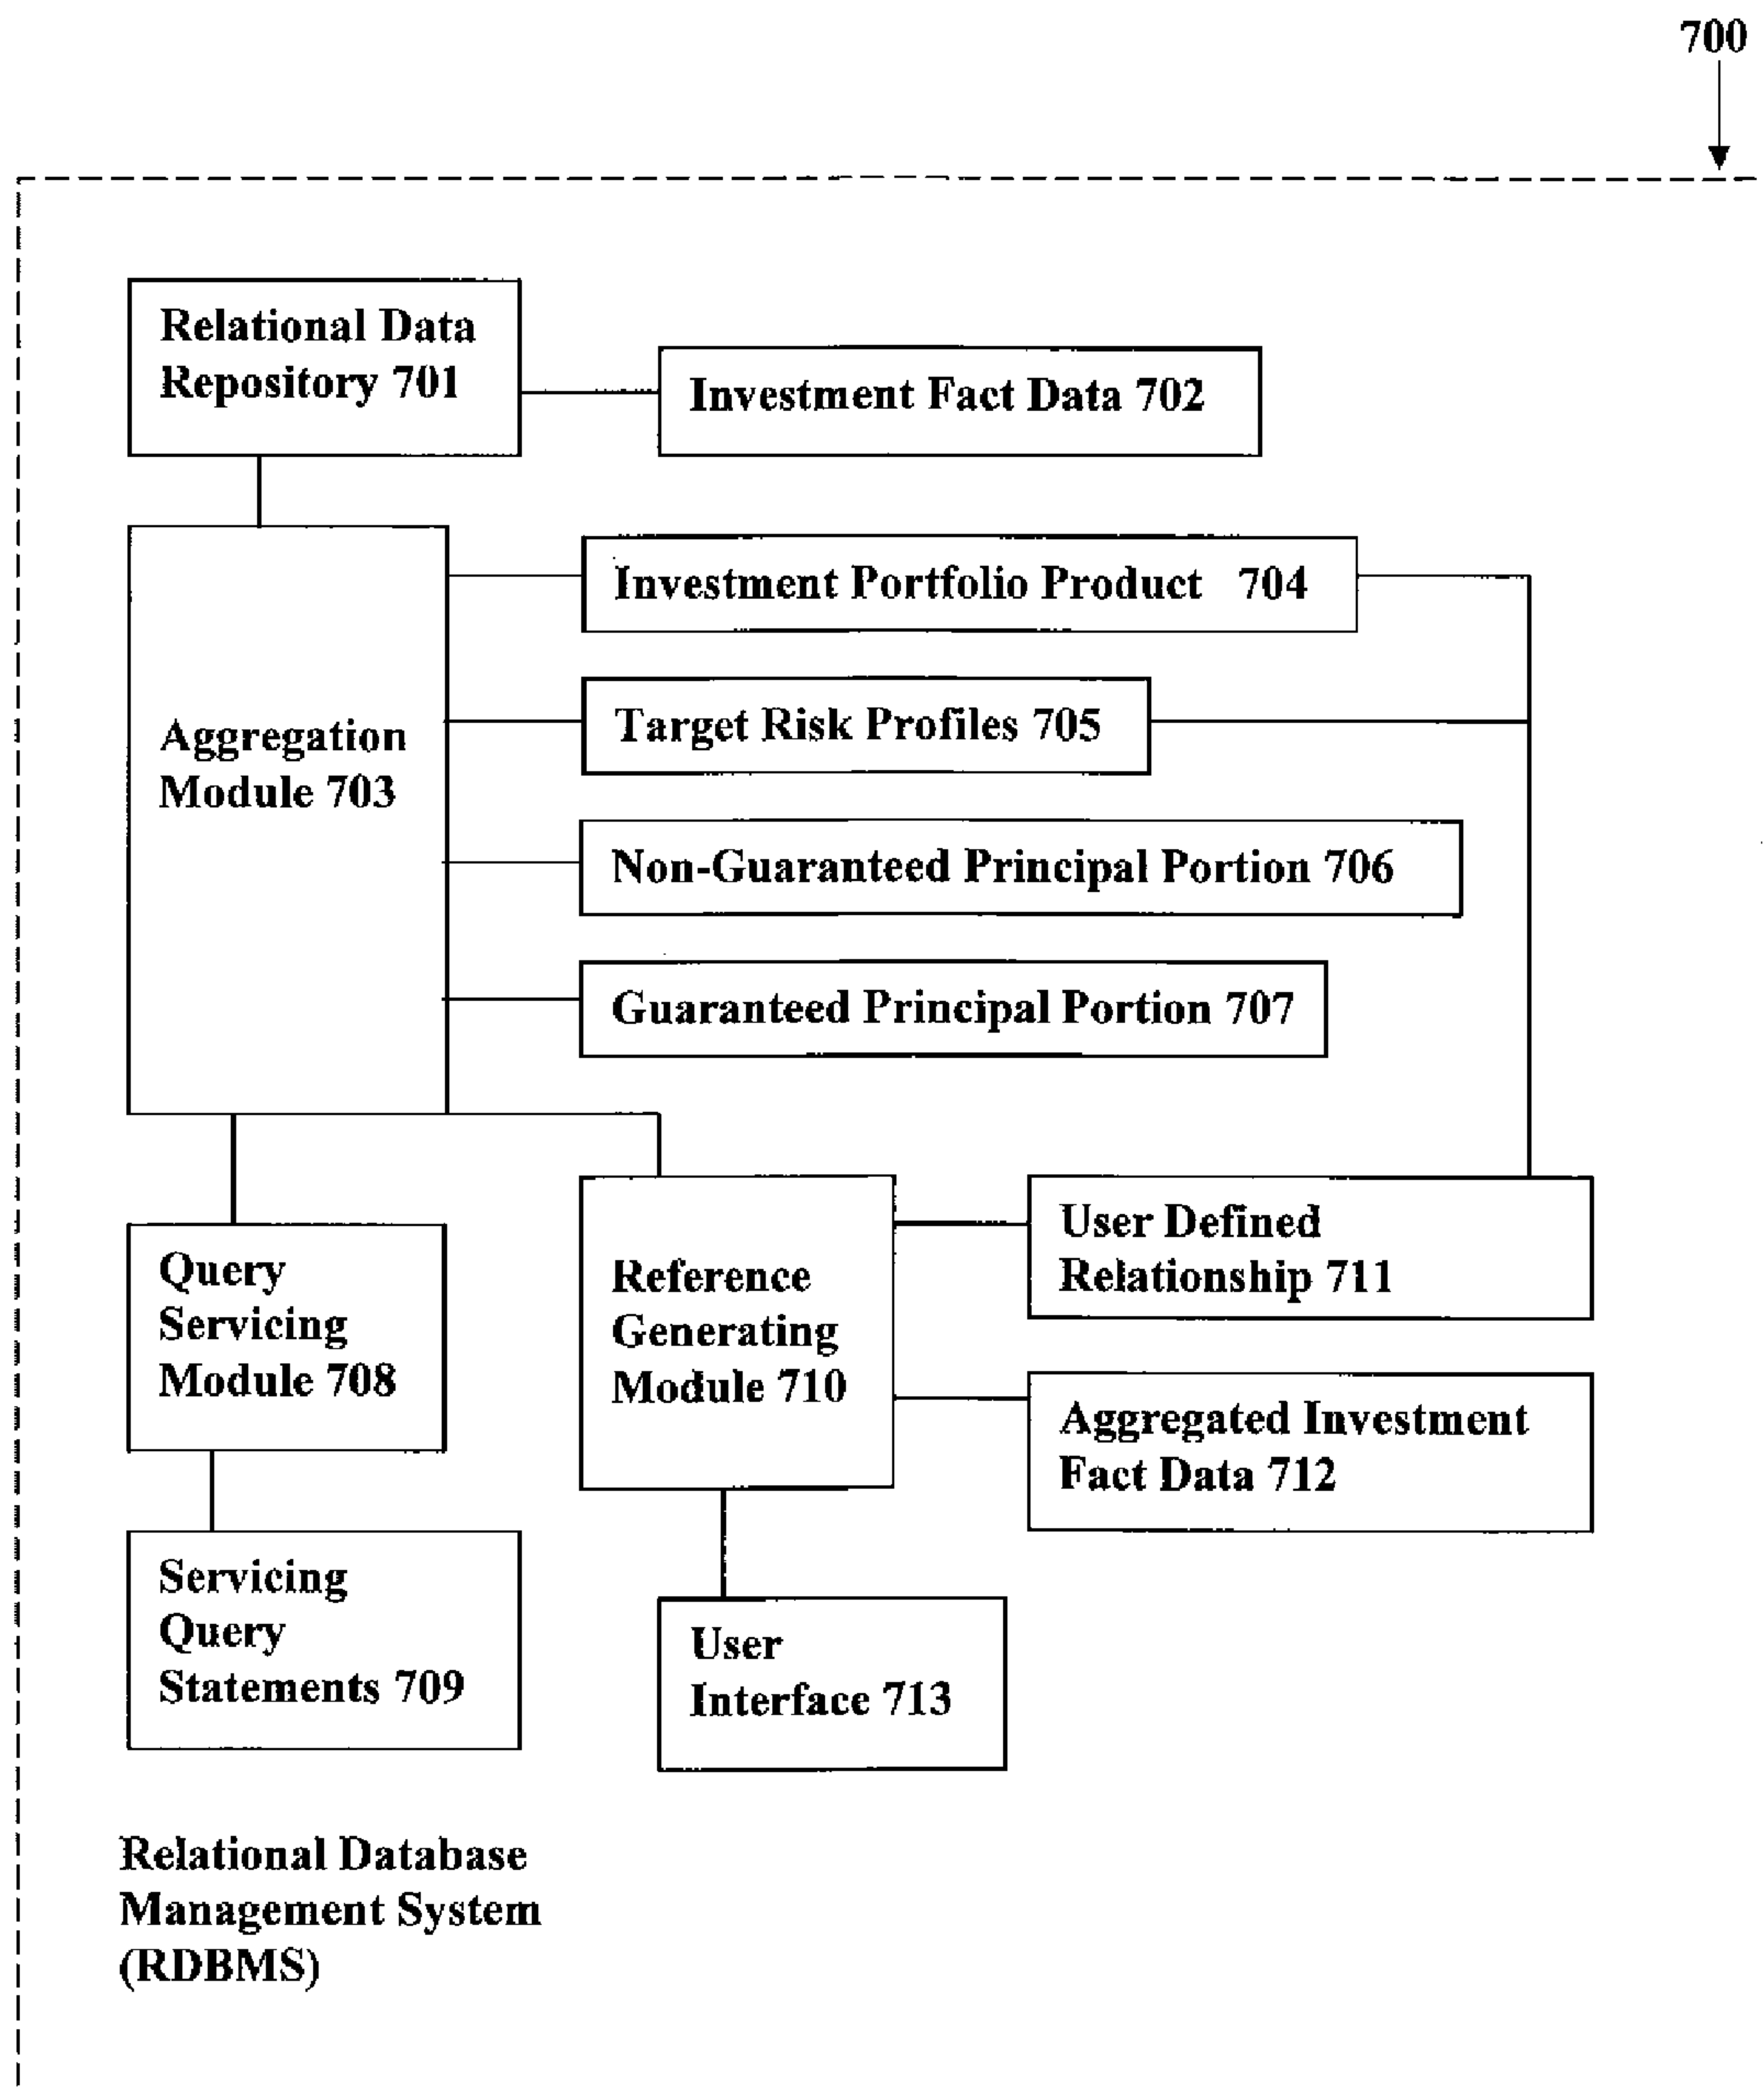 700
Relational Data
Repository 701
Investment Fact Data 702
Aggregation
Module 703
Investment Portfolio Product 704
Target Risk Profiles 705
Non-Guaranteed Principal Portion 706
Guaranteed Principal Portion 707
Query
Servicing
Module 708
Reference
Generating
Module 710
User Defined
Relationship 711
Aggregated Investment
Fact Data 712
Servicing
Query
Statements 709
User
Interface 713
Relational Database
Management System
(RDBMS)